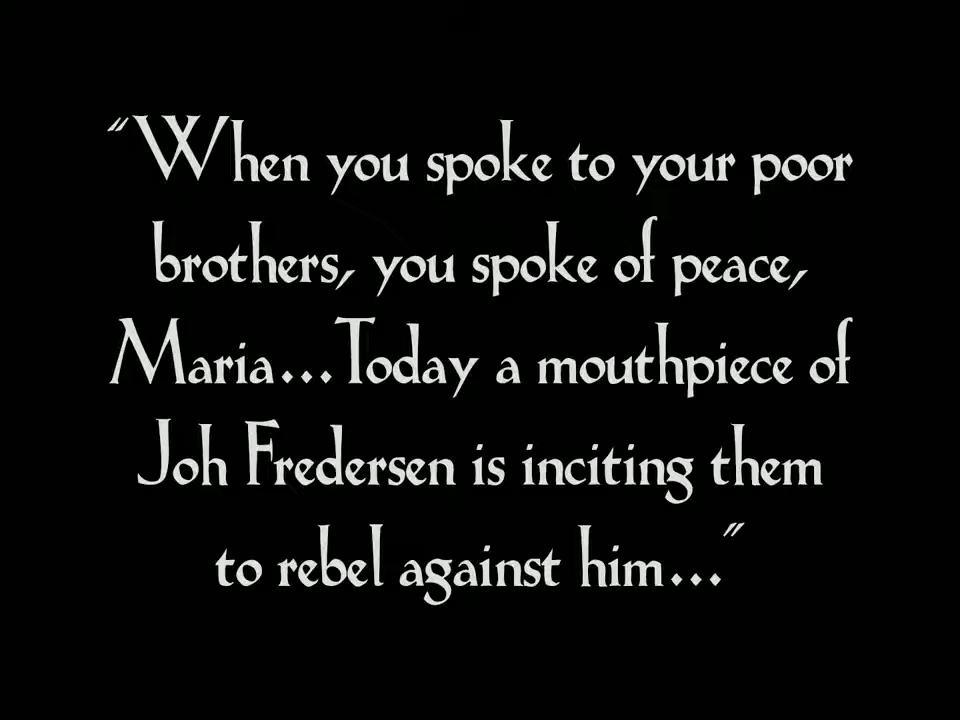 “When you spoke to your poor
brothers, you spoke of peace,
Maria...Today a mouthpiece of
Joh Fredersen is inciting them
to rebel against him...”